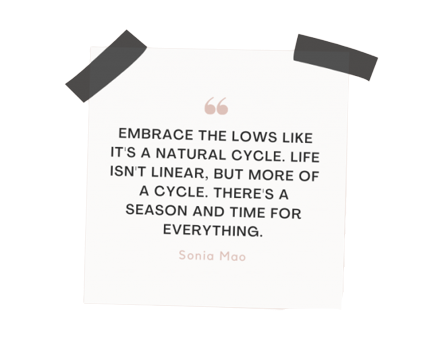 “
EMBRACE THE LOWS LIKE
IT'S A NATURAL CYCLE. LIFE
ISN'T LINEAR, BUT MORE OF
A CYCLE. THERE'S A
SEASON AND TIME FOR
EVERYTHING.
Sonia Mao